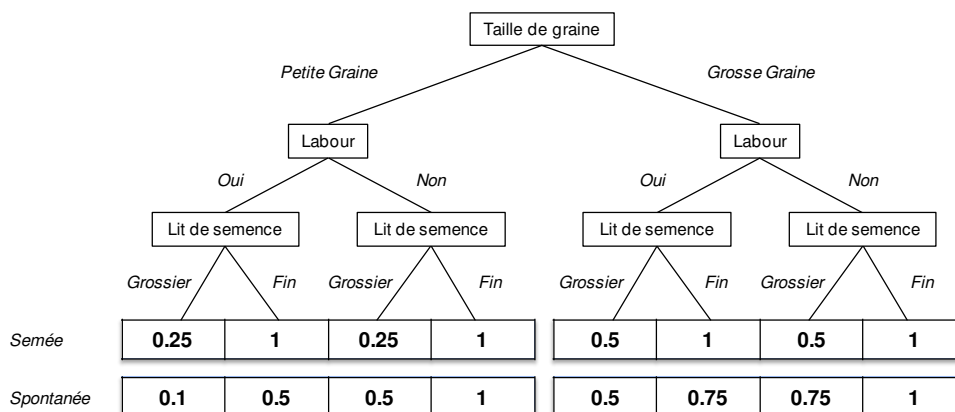 Taille de graine
Petite Graine Grosse Graine
Labour Labour
Oui Non Oui Non
Lit de semence Lit de semence Lit de semence Lit de semence
Grossier Fin Grossier Fin Grossier Fin Grossier Fin
Semée 0.25 1 0.25 1 0.5 1 0.5 1
Spontanée 0.1 0.5 0.5 1 0.5 0.75 0.75 1